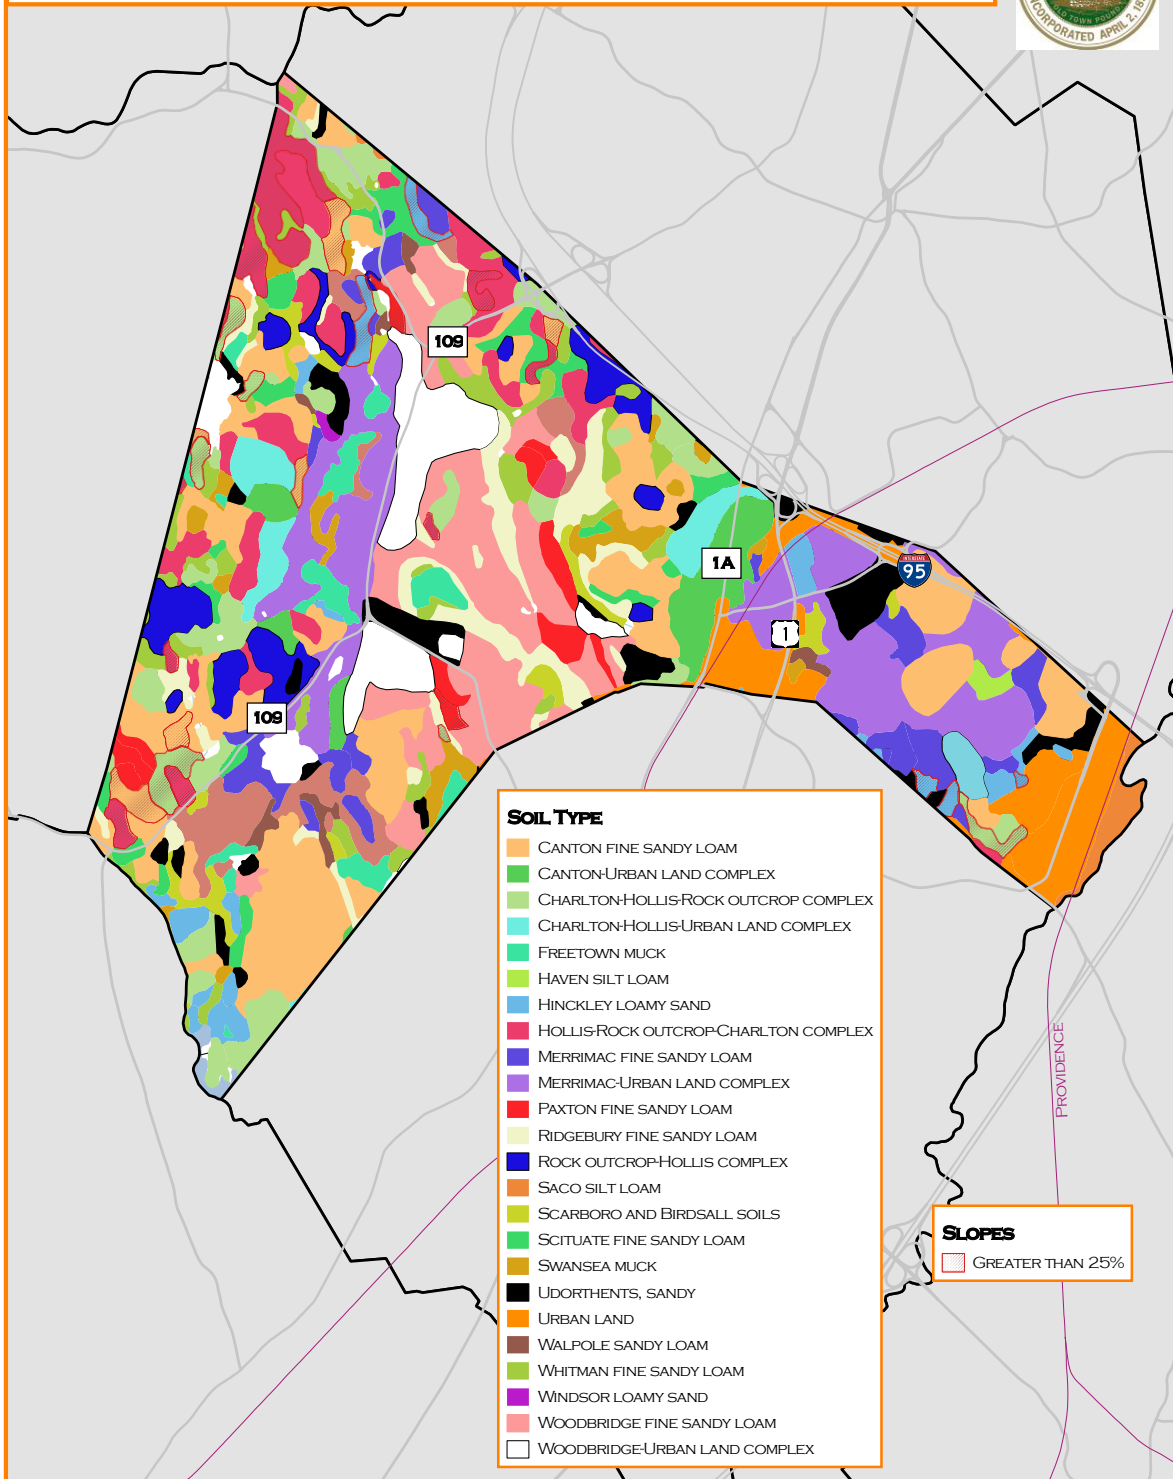 OLD TOWN POUND
INCORPORATED APRIL 2, 18
109
1A
INTERSTATE
95
1
109
Soil Type
Canton fine sandy loam
Canton-Urban land complex
Charlton-Hollis-Rock outcrop complex
Charlton-Hollis-Urban land complex
Freetown muck
Haven silt loam
Hinckley loamy sand
Hollis-Rock outcrop-Charlton complex
Merrimac fine sandy loam
Merrimac-Urban land complex
Paxton fine sandy loam
Ridgebury fine sandy loam
Rock outcrop-Hollis complex
Saco silt loam
Scarboro and Birdsall soils
Scituate fine sandy loam
Swansea muck
Udorthents, sandy
Urban land
Walpole sandy loam
Whitman fine sandy loam
Windsor loamy sand
Woodbridge fine sandy loam
Woodbridge-Urban land complex
Providence
Slopes
Greater than 25%